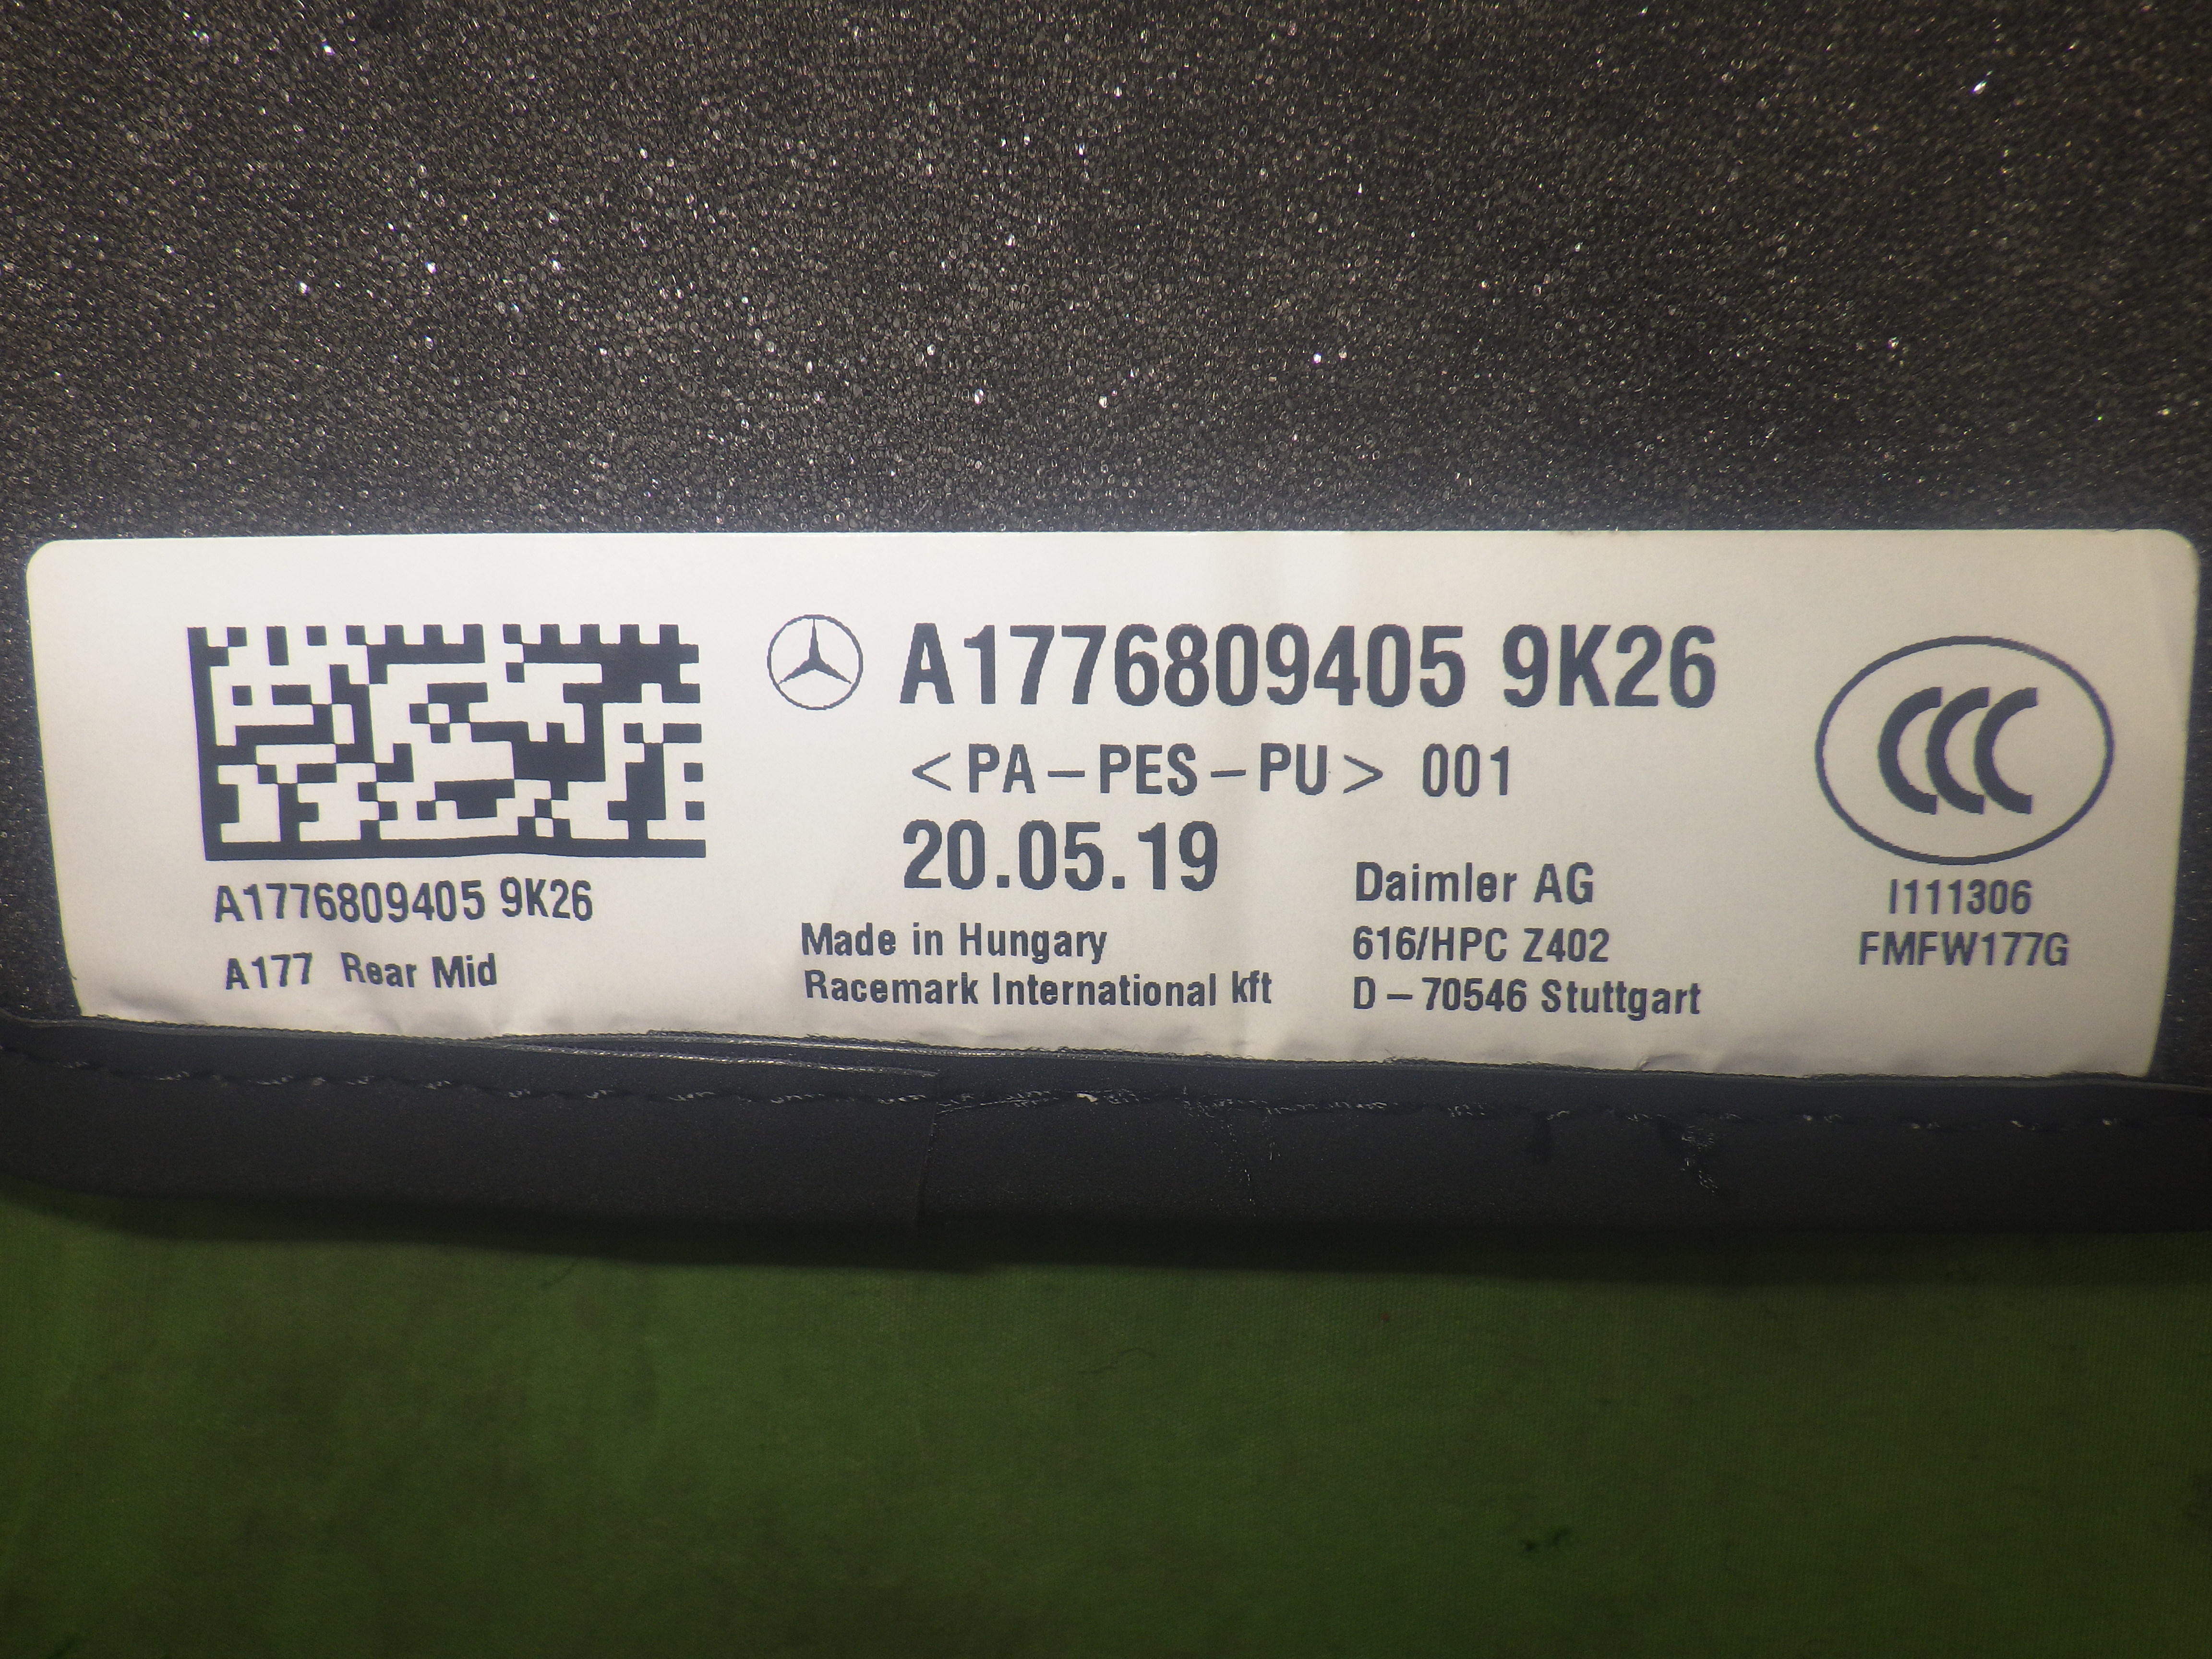 A1776809405 9K26
<PA-PES-PU> 001
20.05.19
A1776809405 9K26
A177 Rear Mid
Made in Hungary
Racemark International kft
Daimler AG
616/HPC Z402
D-70546 Stuttgart
CCC
I111306
FMFW177G